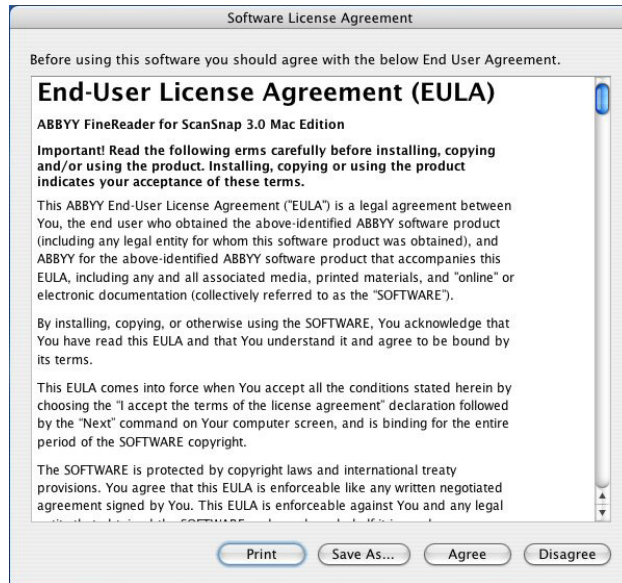 Software License Agreement
Before using this software you should agree with the below End User Agreement.
End-User License Agreement (EULA)
ABBYY FineReader for ScanSnap 3.0 Mac Edition
Important! Read the following erms carefully before installing, copying
and/or using the product. Installing, copying or using the product
indicates your acceptance of these terms.
This ABBYY End-User License Agreement ("EULA") is a legal agreement between
You, the end user who obtained the above-identified ABBYY software product
(including any legal entity for whom this software product was obtained), and
ABBYY for the above-identified ABBYY software product that accompanies this
EULA, including any and all associated media, printed materials, and "online" or
electronic documentation (collectively referred to as the "SOFTWARE").
By installing, copying, or otherwise using the SOFTWARE, You acknowledge that
You have read this EULA and that You understand it and agree to be bound by
its terms.
This EULA comes into force when You accept all the conditions stated herein by
choosing the "I accept the terms of the license agreement" declaration followed
by the "Next" command on Your computer screen, and is binding for the entire
period of the SOFTWARE copyright.
The SOFTWARE is protected by copyright laws and international treaty
provisions. You agree that this EULA is enforceable like any written negotiated
agreement signed by You. This EULA is enforceable against You and any legal
Print Save As... Agree Disagree